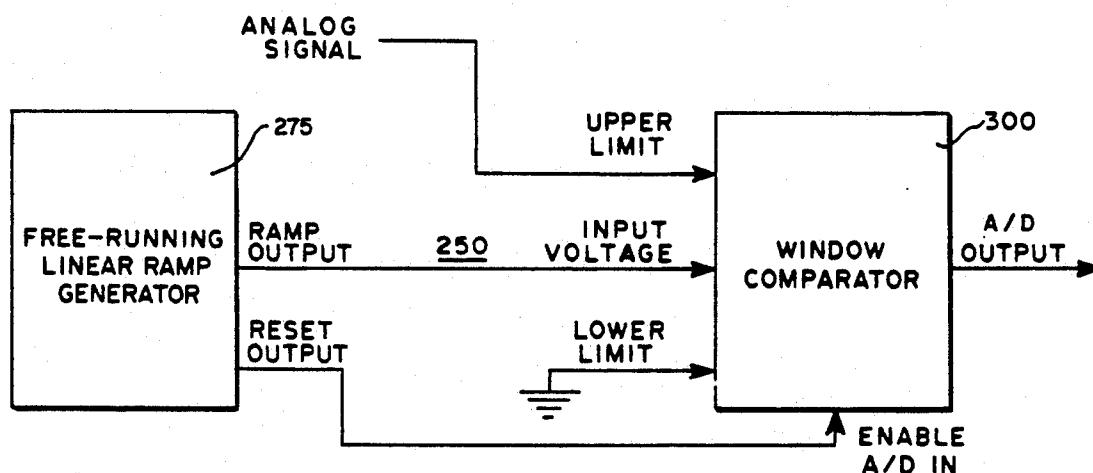 ANALOG
SIGNAL
275
300
UPPER
LIMIT
FREE-RUNNING
LINEAR RAMP
GENERATOR
RAMP
OUTPUT
250
INPUT
VOLTAGE
WINDOW
COMPARATOR
A/D
OUTPUT
RESET
OUTPUT
LOWER
LIMIT
ENABLE
A/D IN